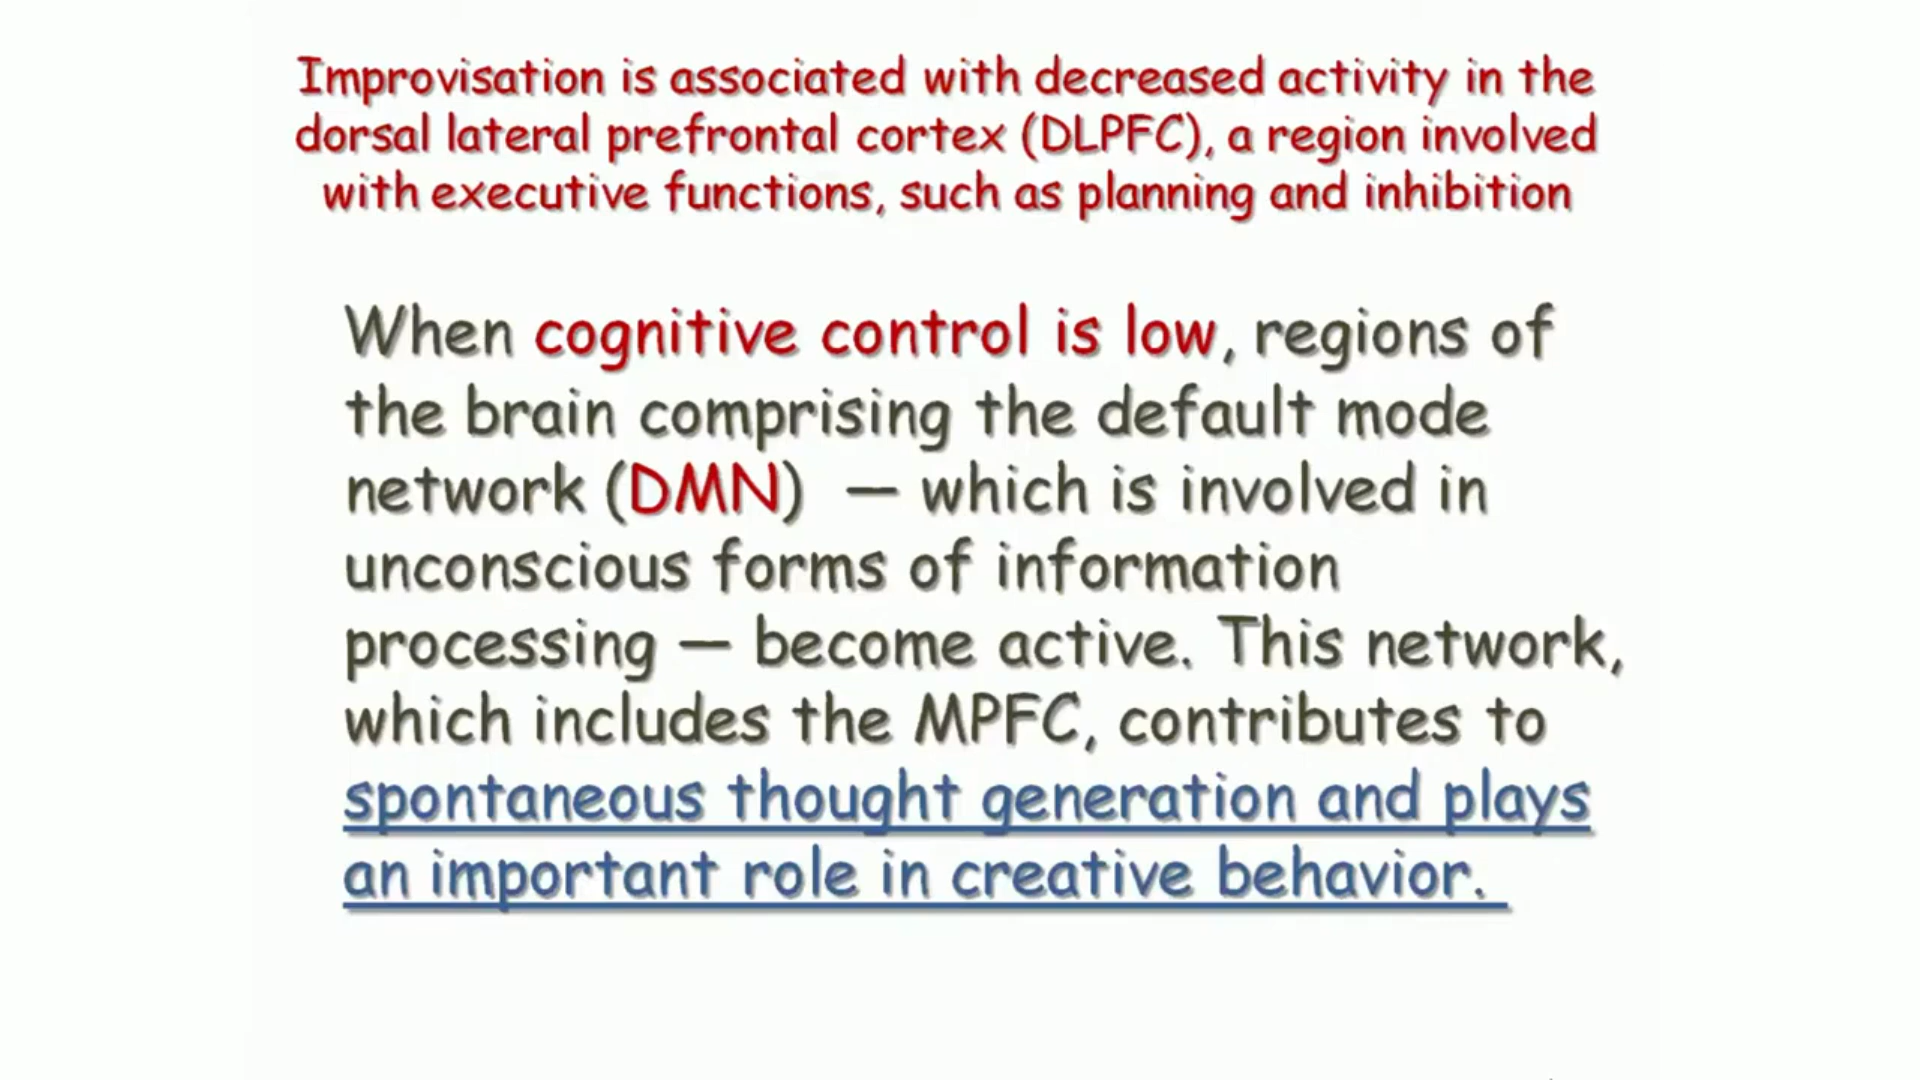 Improvisation is associated with decreased activity in the
dorsal lateral prefrontal cortex (DLPFC), a region involved
with executive functions, such as planning and inhibition
When cognitive control is low, regions of
the brain comprising the default mode
network (DMN) — which is involved in
unconscious forms of information
processing — become active. This network,
which includes the MPFC, contributes to
spontaneous thought generation and plays
an important role in creative behavior.